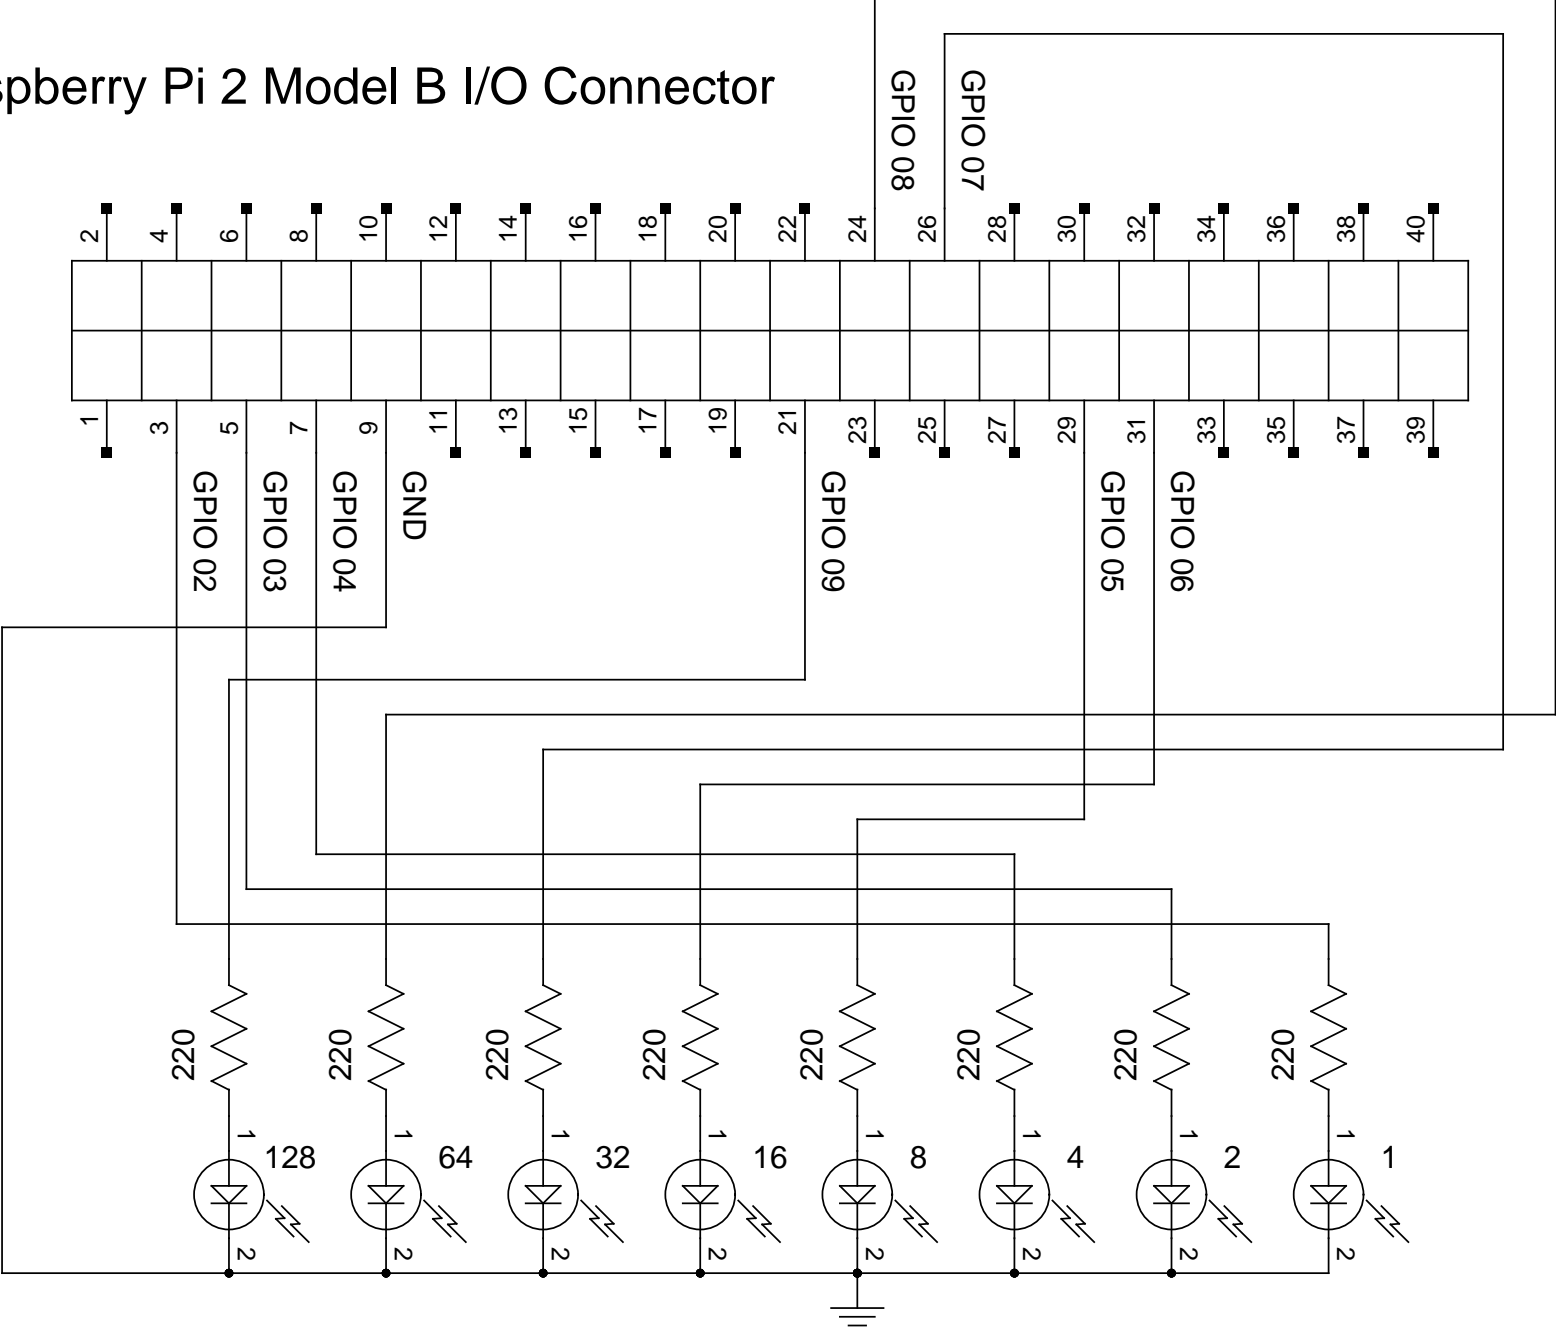 spberry Pi 2 Model B I/O Connector
GPIO 08
GPIO 07
2 4 6 8 10 12 14 16 18 20 22 24 26 28 30 32 34 36 38 40
1 3 5 7 9 11 13 15 17 19 21 23 25 27 29 31 33 35 37 39
GPIO 02
GPIO 03
GPIO 04
GND
GPIO 09
GPIO 05
GPIO 06
220 220 220 220 220 220 220 220
1 1 1 1 1 1 1 1
128 64 32 16 8 4 2 1
2 2 2 2 2 2 2 2